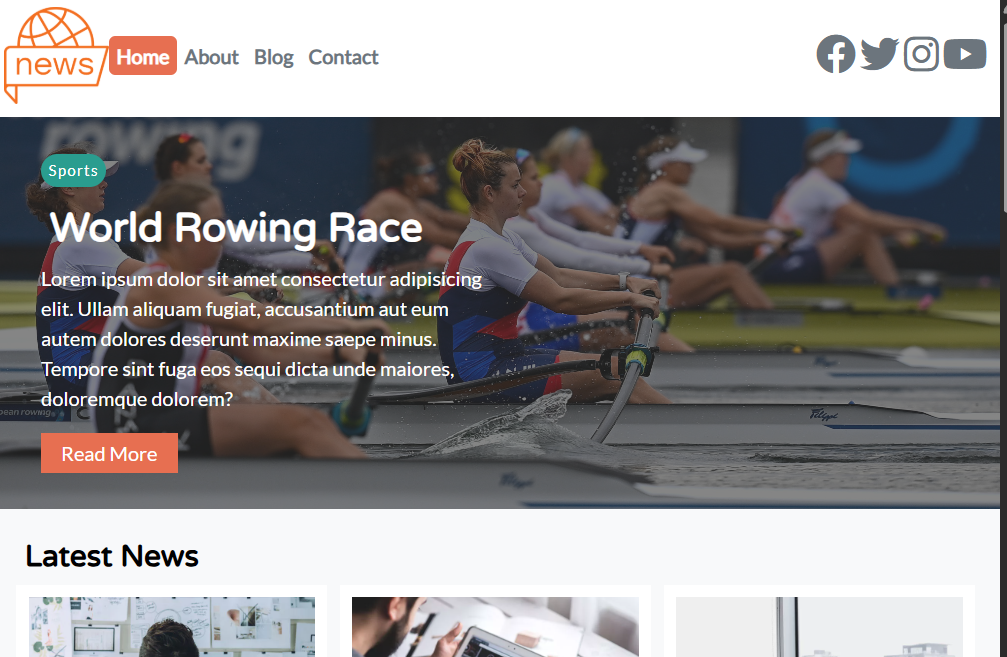 news
Home About Blog Contact
rowing
Sports
World Rowing Race
Lorem ipsum dolor sit amet consectetur adipisicing
elit. Ullam aliquam fugiat, accusantium aut eum
autem dolores deserunt maxime saepe minus.
Tempore sint fuga eos sequi dicta unde maiores,
doloremque dolorem?
Read More
Latest News